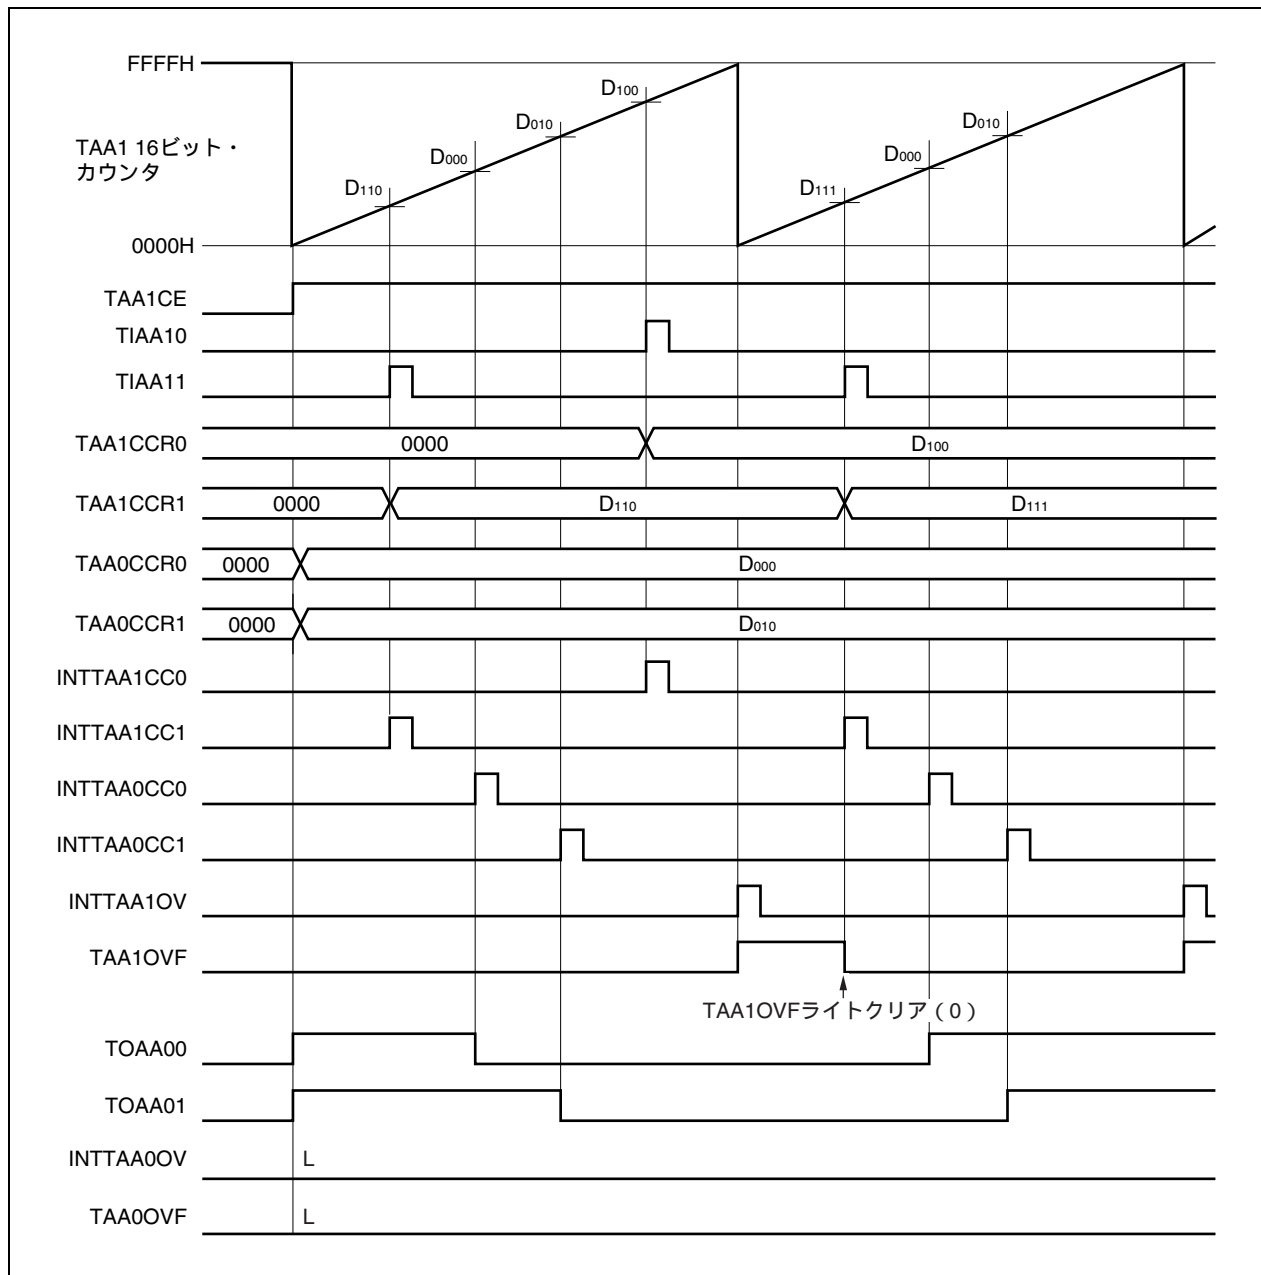 FFFFH
D100
D010
D010
TAA1 16ビット・
カウンタ
D000
D000
D110
D111
0000H
TAA1CE
TIAA10
TIAA11
TAA1CCR0 0000 D100
TAA1CCR1 0000 D110 D111
TAA0CCR0 0000 D000
TAA0CCR1 0000 D010
INTTAA1CC0
INTTAA1CC1
INTTAA0CC0
INTTAA0CC1
INTTAA1OV
TAA1OVF
TAA1OVFライトクリア(0)
TOAA00
TOAA01
INTTAA0OV L
TAA0OVF L